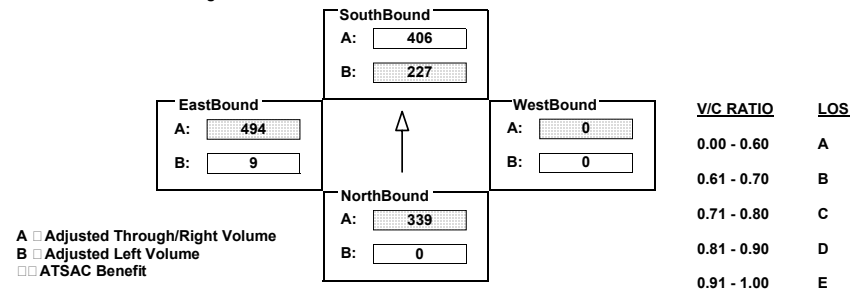 SouthBound
A: 406
B: 227
EastBound
A: 494
B: 9
WestBound
A: 0
B: 0
NorthBound
A: 339
B: 0
A □ Adjusted Through/Right Volume
B □ Adjusted Left Volume
□□ ATSAC Benefit
V/C RATIO LOS
0.00 - 0.60 A
0.61 - 0.70 B
0.71 - 0.80 C
0.81 - 0.90 D
0.91 - 1.00 E